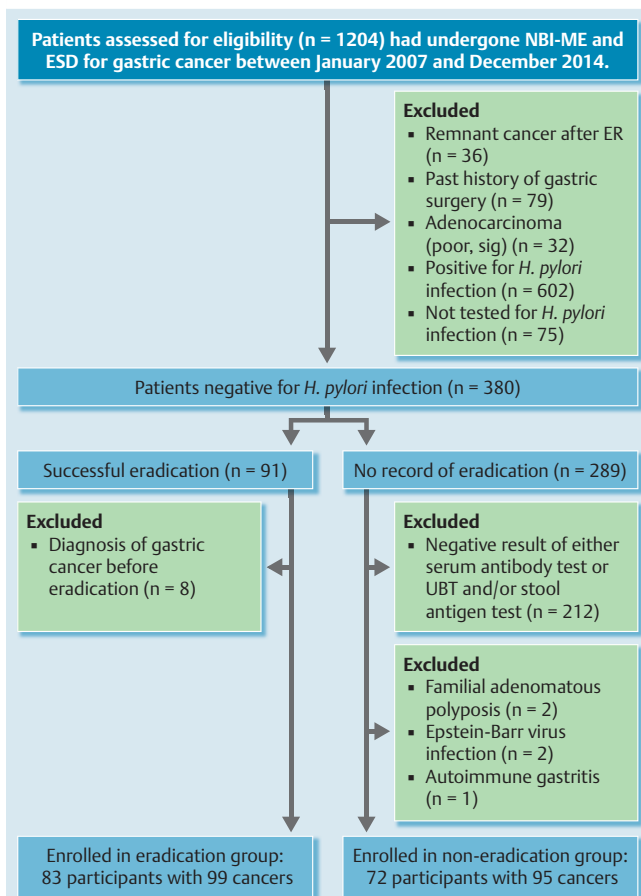 Patients assessed for eligibility (n = 1204) had undergone NBI-ME and
ESD for gastric cancer between January 2007 and December 2014.
Excluded
▪ Remnant cancer after ER
(n = 36)
▪ Past history of gastric
surgery (n = 79)
▪ Adenocarcinoma
(poor, sig) (n = 32)
▪ Positive for H. pylori
infection (n = 602)
▪ Not tested for H. pylori
infection (n = 75)
Patients negative for H. pylori infection (n = 380)
Successful eradication (n = 91)
No record of eradication (n = 289)
Excluded
▪ Diagnosis of gastric
cancer before
eradication (n = 8)
Excluded
▪ Negative result of either
serum antibody test or
UBT and/or stool
antigen test (n = 212)
Excluded
▪ Familial adenomatous
polyposis (n = 2)
▪ Epstein-Barr virus
infection (n = 2)
▪ Autoimmune gastritis
(n = 1)
Enrolled in eradication group:
83 participants with 99 cancers
Enrolled in non-eradication group:
72 participants with 95 cancers